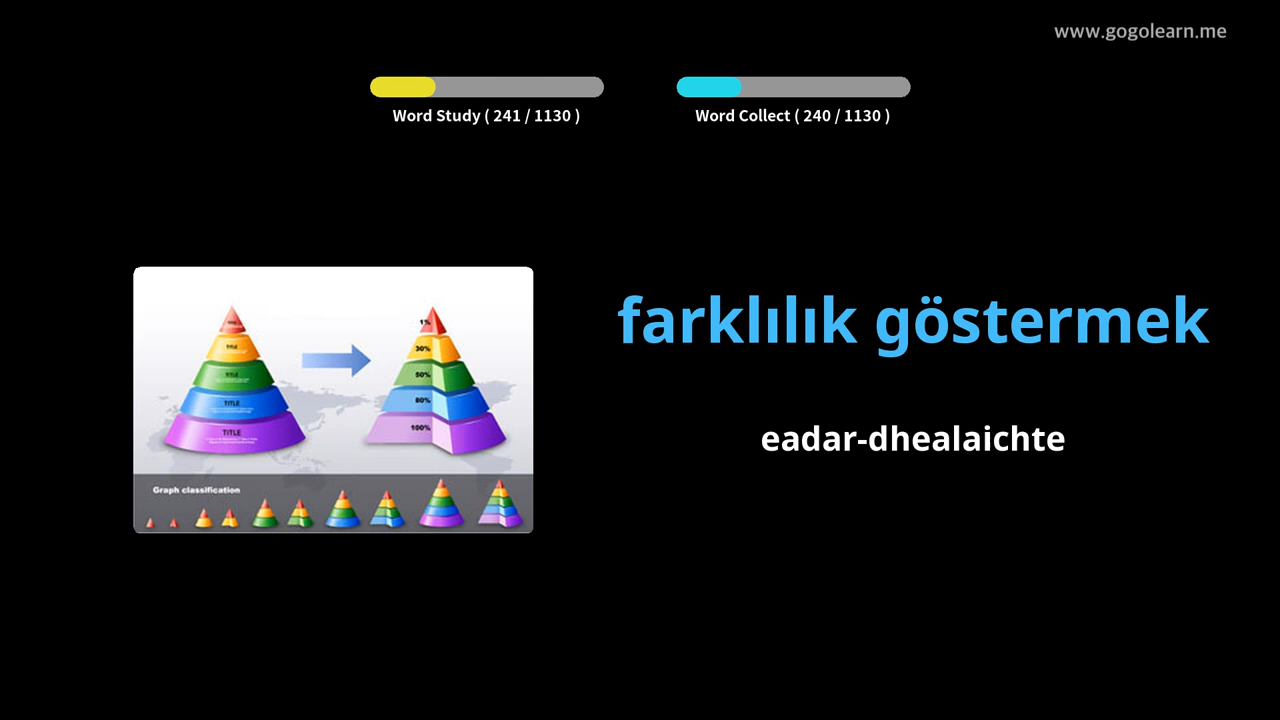 www.gogolearn.me
Word Study ( 241 / 1130 )
Word Collect ( 240 / 1130 )
farklılık göstermek
eadar-dhealaichte
TITLE
TITLE
TITLE
TITLE
1%
30%
50%
80%
100%
Graph classification